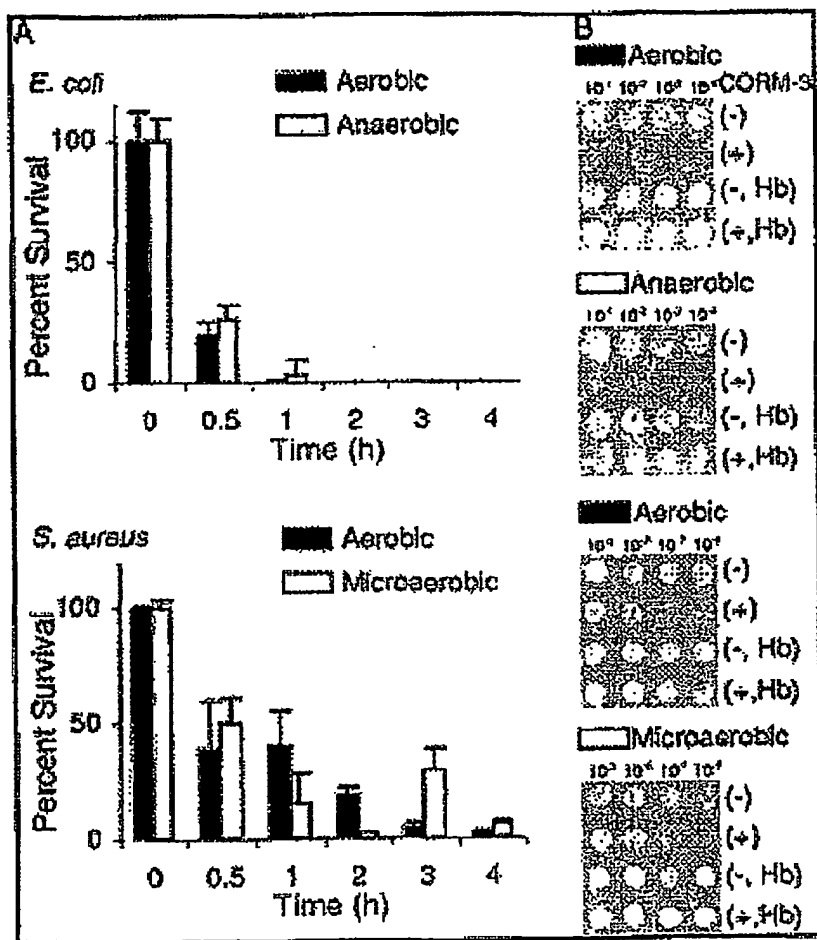 A
E. coli
Aerobic
Anaerobic
Percent Survival
100
50
0
0 0.5 1 2 3 4
Time (h)
S. aureus
Aerobic
Microaerobic
Percent Survival
100
50
0
0 0.5 1 2 3 4
Time (h)
B
Aerobic
CORM-3
(-)
(+)
(-, Hb)
(+,Hb)
Anaerobic
(-)
(+)
(-, Hb)
(+,Hb)
Aerobic
(-)
(+)
(-, Hb)
(+,Hb)
Microaerobic
(-)
(+)
(-, Hb)
(+,Hb)